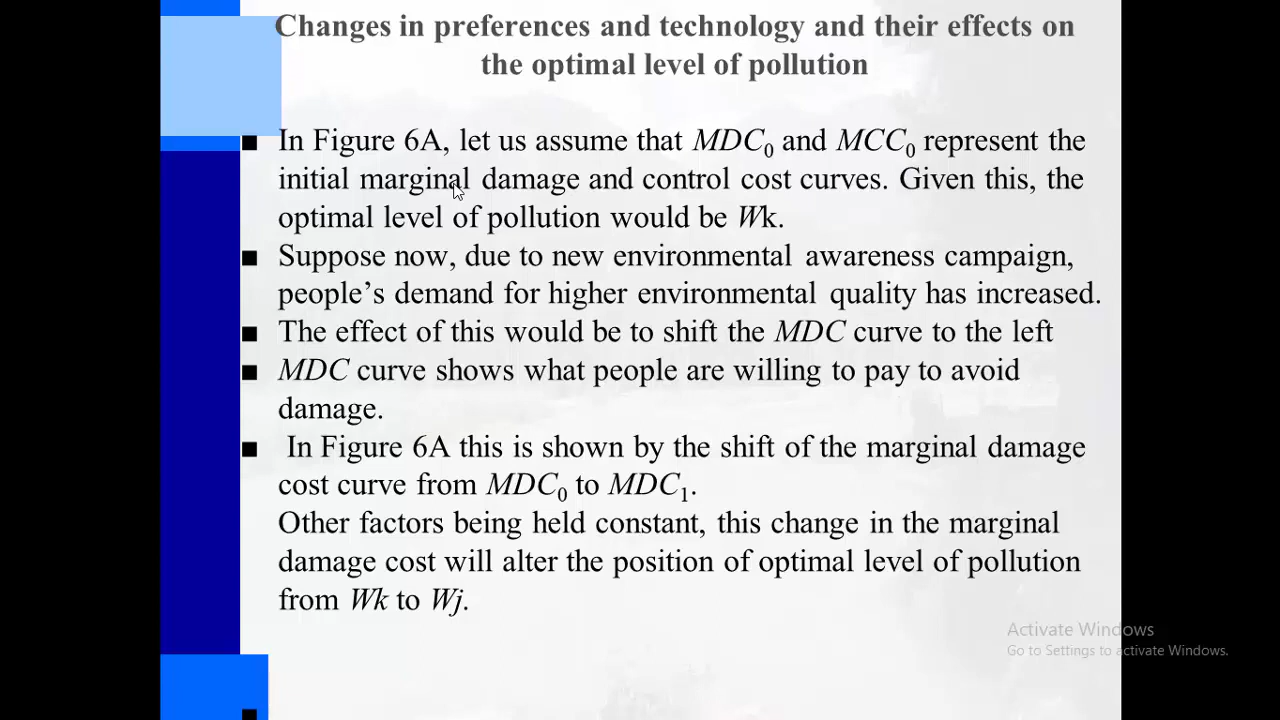 Changes in preferences and technology and their effects on
the optimal level of pollution
■ In Figure 6A, let us assume that MDC₀ and MCC₀ represent the
initial marginal damage and control cost curves. Given this, the
optimal level of pollution would be Wk.
■ Suppose now, due to new environmental awareness campaign,
people’s demand for higher environmental quality has increased.
■ The effect of this would be to shift the MDC curve to the left
■ MDC curve shows what people are willing to pay to avoid
damage.
■ In Figure 6A this is shown by the shift of the marginal damage
cost curve from MDC₀ to MDC₁.
Other factors being held constant, this change in the marginal
damage cost will alter the position of optimal level of pollution
from Wk to Wj.
Activate Windows
Go to Settings to activate Windows.